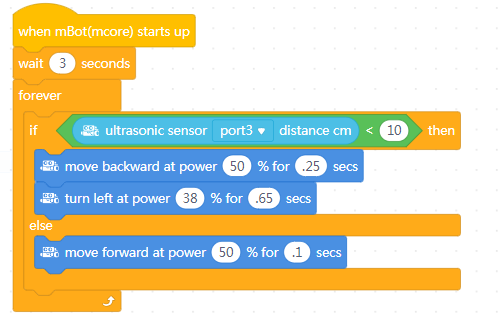 when mBot(mcore) starts up
wait 3 seconds
forever
if ultrasonic sensor port3 distance cm < 10 then
move backward at power 50 % for .25 secs
turn left at power 38 % for .65 secs
else
move forward at power 50 % for .1 secs